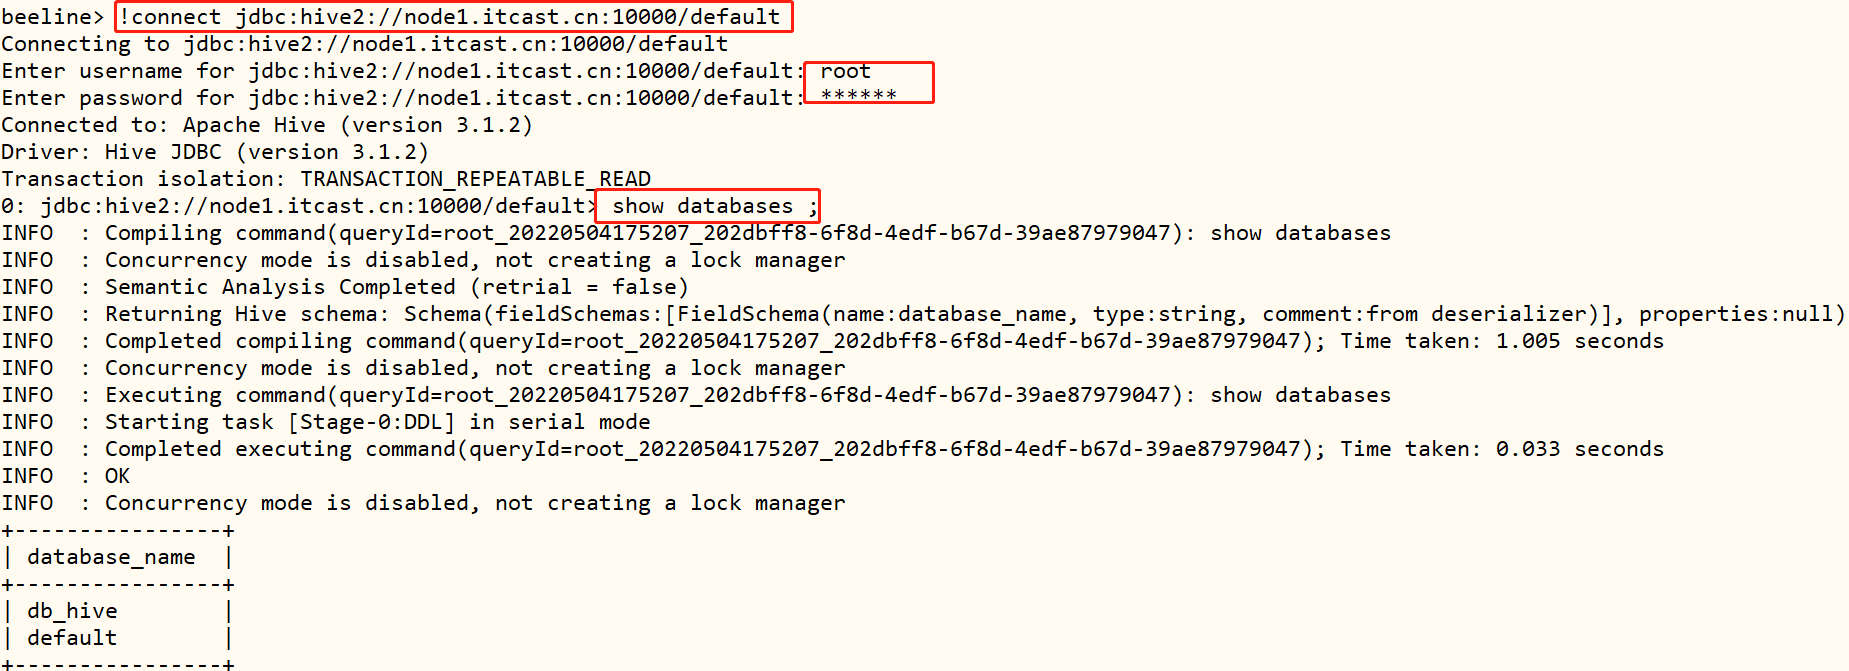 beeline> !connect jdbc:hive2://node1.itcast.cn:10000/default
Connecting to jdbc:hive2://node1.itcast.cn:10000/default
Enter username for jdbc:hive2://node1.itcast.cn:10000/default: root
Enter password for jdbc:hive2://node1.itcast.cn:10000/default: ******
Connected to: Apache Hive (version 3.1.2)
Driver: Hive JDBC (version 3.1.2)
Transaction isolation: TRANSACTION_REPEATABLE_READ
0: jdbc:hive2://node1.itcast.cn:10000/default> show databases ;
INFO  : Compiling command(queryId=root_20220504175207_202dbff8-6f8d-4edf-b67d-39ae87979047): show databases
INFO  : Concurrency mode is disabled, not creating a lock manager
INFO  : Semantic Analysis Completed (retrial = false)
INFO  : Returning Hive schema: Schema(fieldSchemas:[FieldSchema(name:database_name, type:string, comment:from deserializer)], properties:null)
INFO  : Completed compiling command(queryId=root_20220504175207_202dbff8-6f8d-4edf-b67d-39ae87979047); Time taken: 1.005 seconds
INFO  : Concurrency mode is disabled, not creating a lock manager
INFO  : Executing command(queryId=root_20220504175207_202dbff8-6f8d-4edf-b67d-39ae87979047): show databases
INFO  : Starting task [Stage-0:DDL] in serial mode
INFO  : Completed executing command(queryId=root_20220504175207_202dbff8-6f8d-4edf-b67d-39ae87979047); Time taken: 0.033 seconds
INFO  : OK
INFO  : Concurrency mode is disabled, not creating a lock manager
+----------------+
| database_name  |
+----------------+
| db_hive        |
| default        |
+----------------+